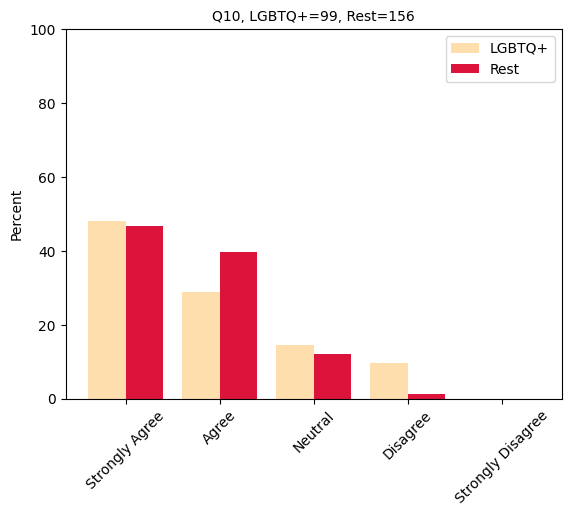 Q10, LGBTQ+=99, Rest=156
100
80
60
40
20
0
Percent
LGBTQ+
Rest
Strongly Agree
Agree
Neutral
Disagree
Strongly Disagree